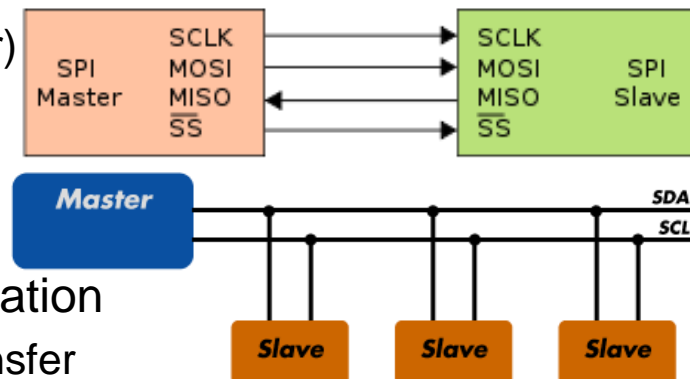 r)
SCLK SCLK
SPI MOSI MOSI SPI
Master MISO MISO Slave
SS SS
Master
SDA
SCL
ation
Slave Slave Slave
nsfer